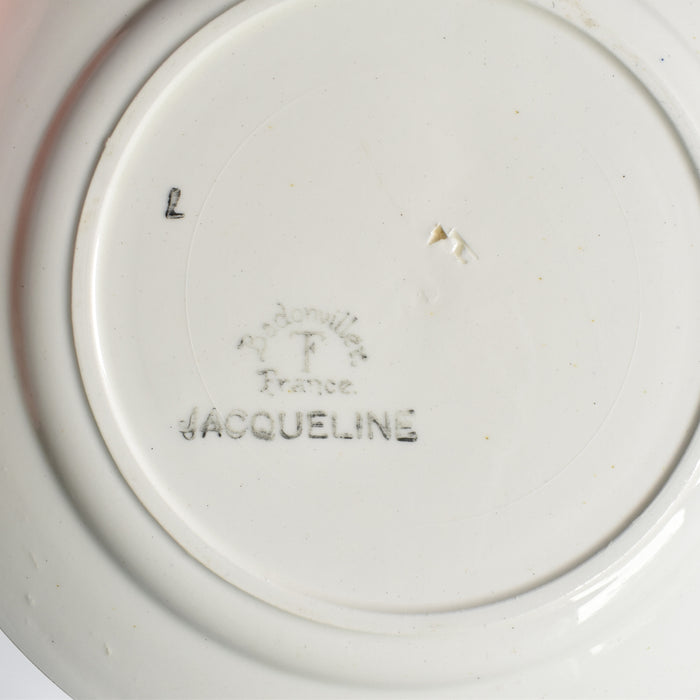 L
Badonviller
F
France.
JACQUELINE